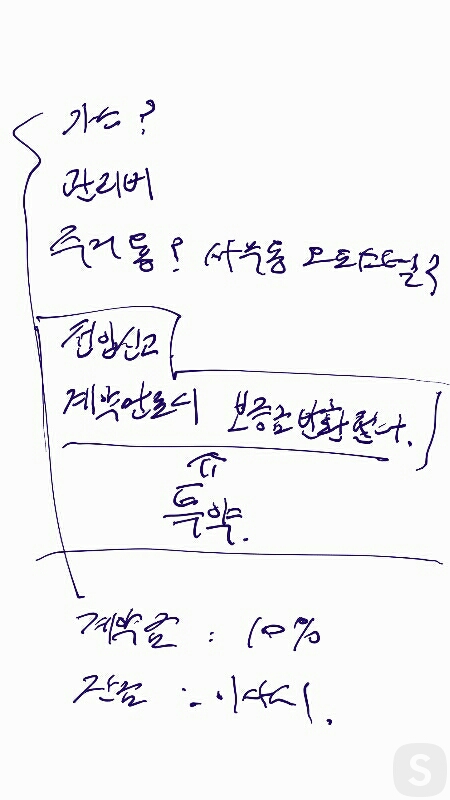 가스?
관리비
주거용? 사무용 오피스텔?
전입신고
계약만료시 보증금 반환한다.
특약.
계약금 : 10%
잔금 : 이사시.
S